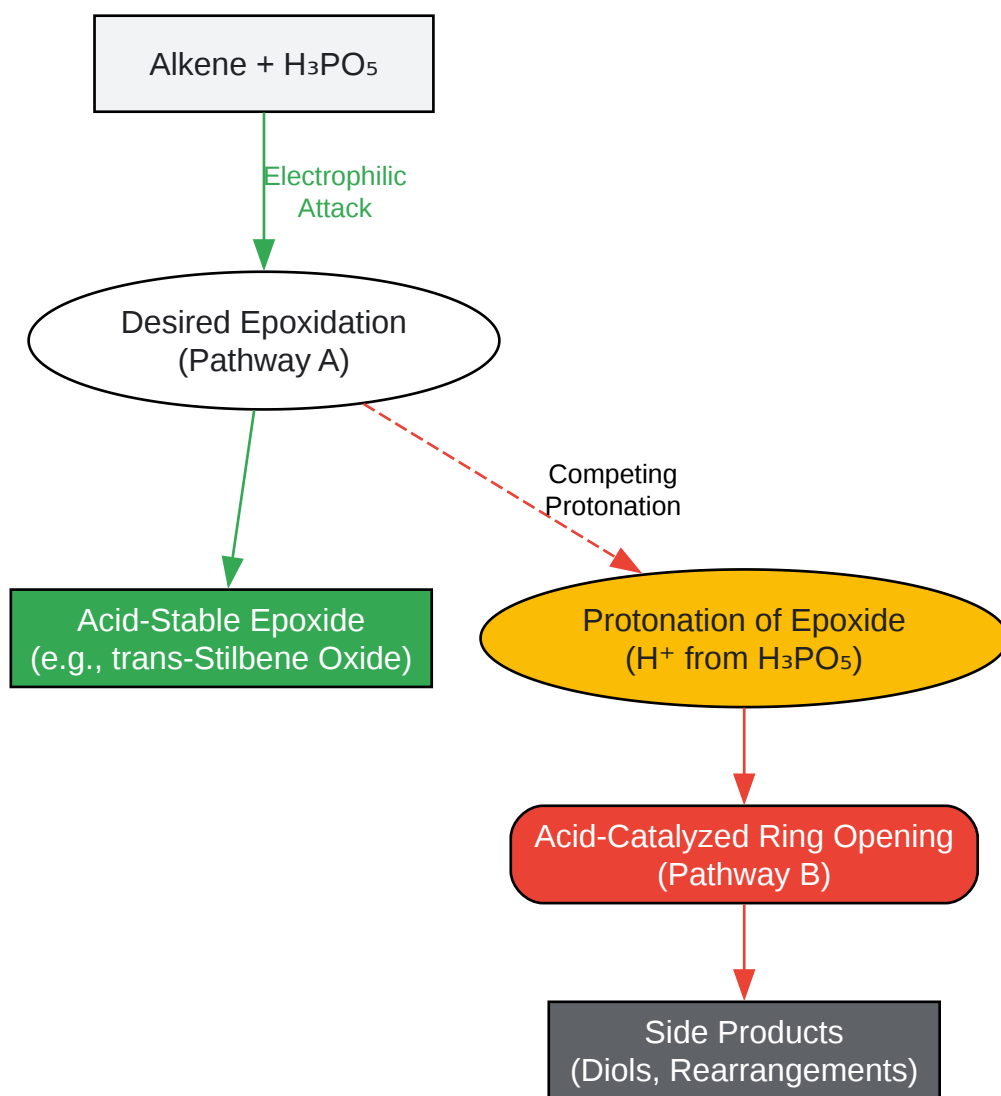 Alkene + H₃PO₅
Electrophilic
Attack
Desired Epoxidation
(Pathway A)
Competing
Protonation
Acid-Stable Epoxide
(e.g., trans-Stilbene Oxide)
Protonation of Epoxide
(H⁺ from H₃PO₅)
Acid-Catalyzed Ring Opening
(Pathway B)
Side Products
(Diols, Rearrangements)